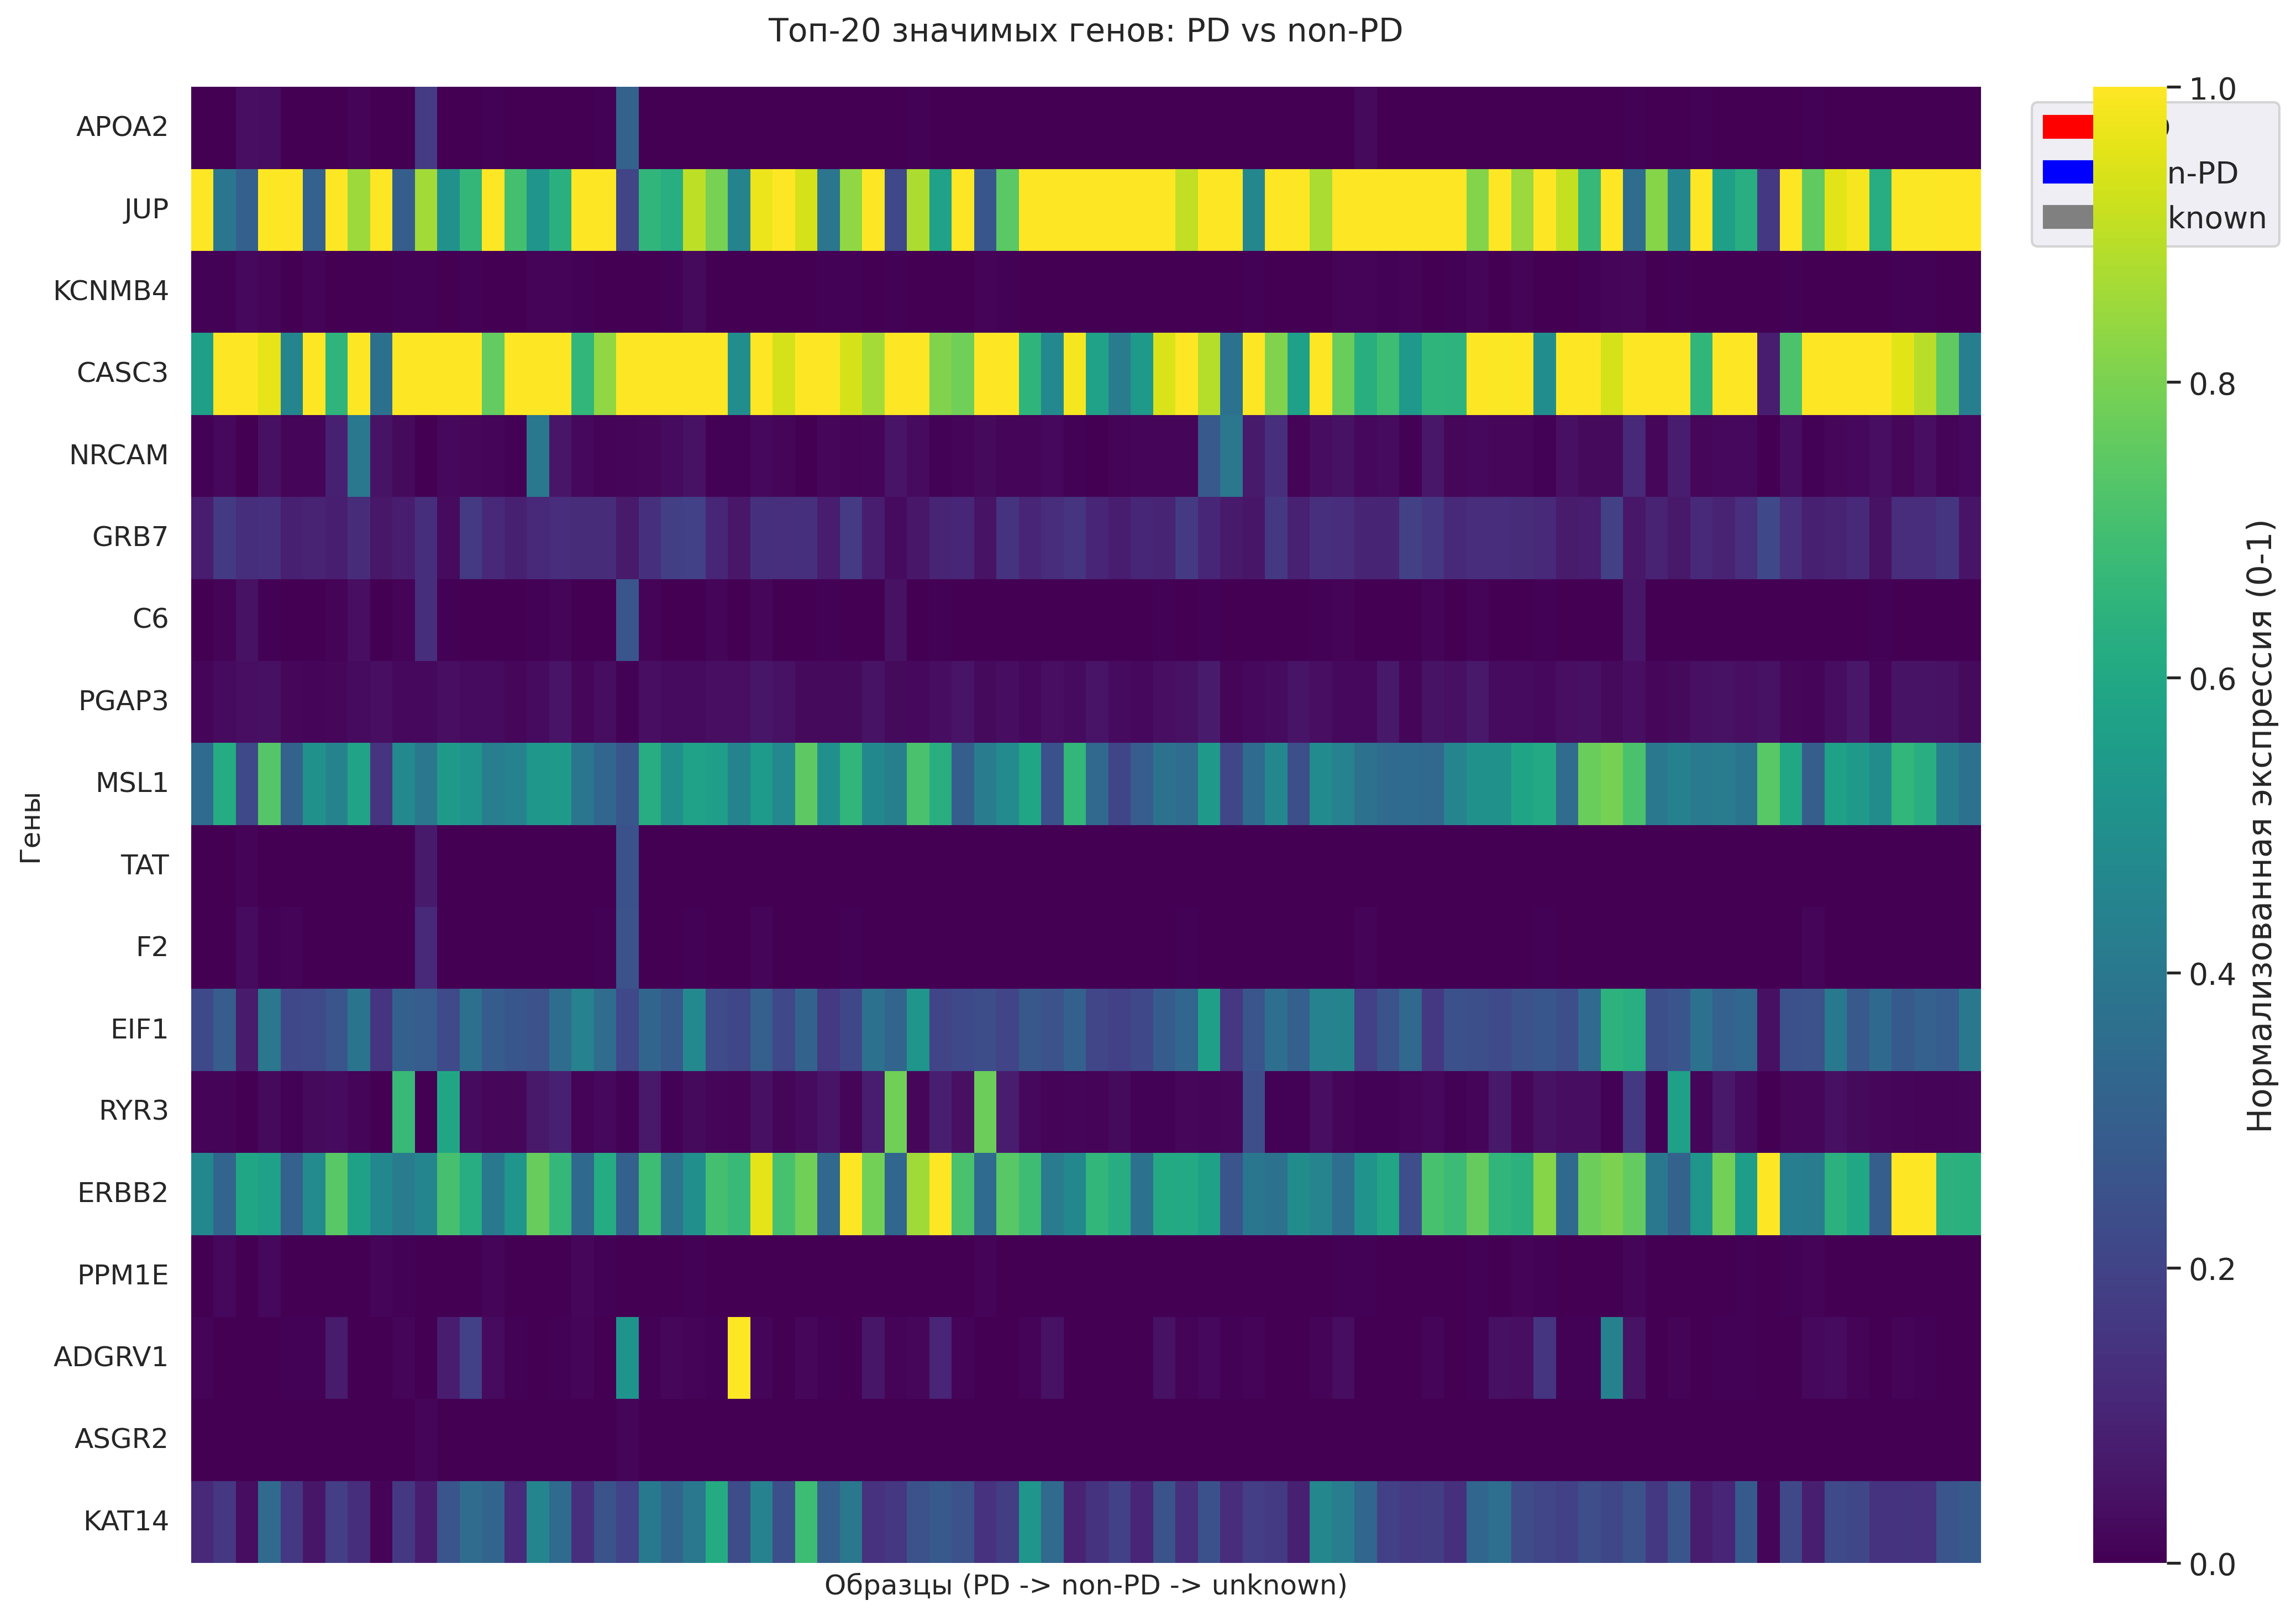 Топ-20 значимых генов: PD vs non-PD
Гены
APOA2
JUP
KCNMB4
CASC3
NRCAM
GRB7
C6
PGAP3
MSL1
TAT
F2
EIF1
RYR3
ERBB2
PPM1E
ADGRV1
ASGR2
KAT14
Образцы (PD -> non-PD -> unknown)
n-PD
known
1.0
0.8
0.6
0.4
0.2
0.0
Нормализованная экспрессия (0-1)